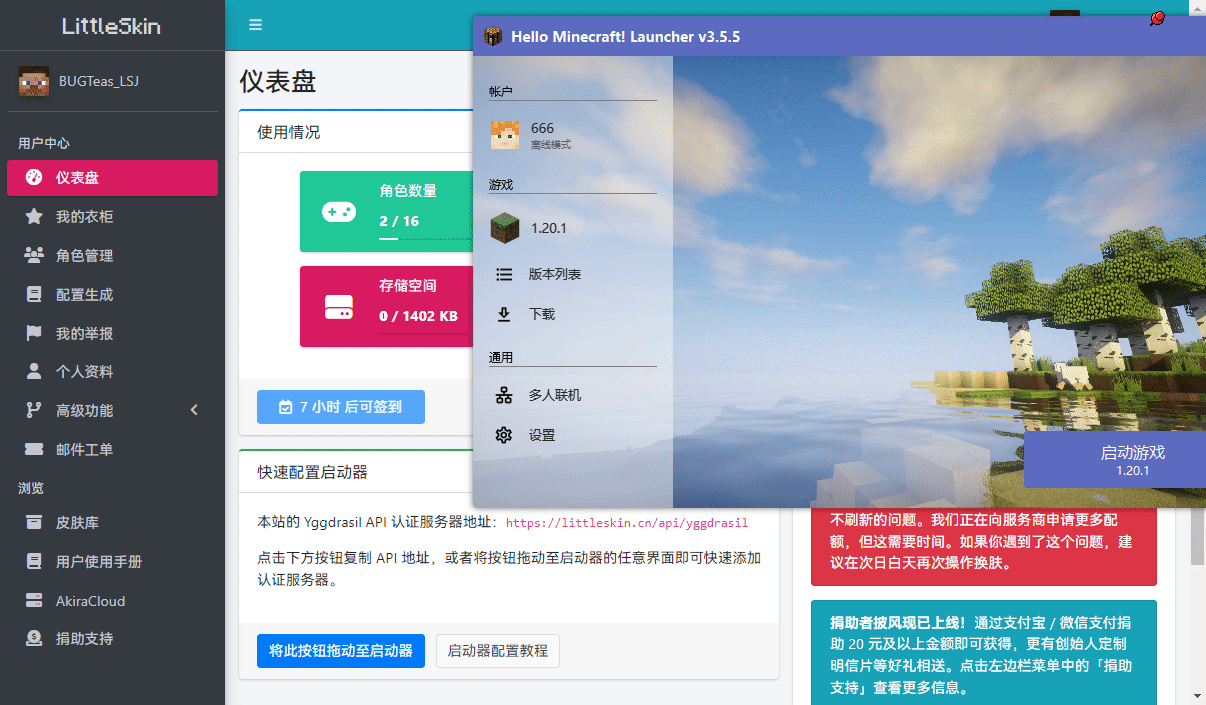 LittleSkin
BUGTeas_LSJ
用户中心
仪表盘
我的衣柜
角色管理
配置生成
我的举报
个人资料
高级功能
邮件工单
浏览
皮肤库
用户使用手册
AkiraCloud
捐助支持
仪表盘
使用情况
角色数量
2 / 16
存储空间
0 / 1402 KB
7 小时 后可签到
快速配置启动器
本站的 Yggdrasil API 认证服务器地址：https://littleskin.cn/api/yggdrasil
点击下方按钮复制 API 地址，或者将按钮拖动至启动器的任意界面即可快速添加
认证服务器。
将此按钮拖动至启动器
启动器配置教程
Hello Minecraft! Launcher v3.5.5
帐户
666
离线模式
游戏
1.20.1
版本列表
下载
通用
多人联机
设置
启动游戏
1.20.1
不刷新的问题。我们正在向服务商申请更多配
额，但这需要时间。如果你遇到了这个问题，建
议在次日白天再次操作换肤。
捐助者披风现已上线！通过支付宝 / 微信支付捐
助 20 元及以上金额即可获得，更有创始人定制
明信片等好礼相送。点击左边栏菜单中的「捐助
支持」查看更多信息。